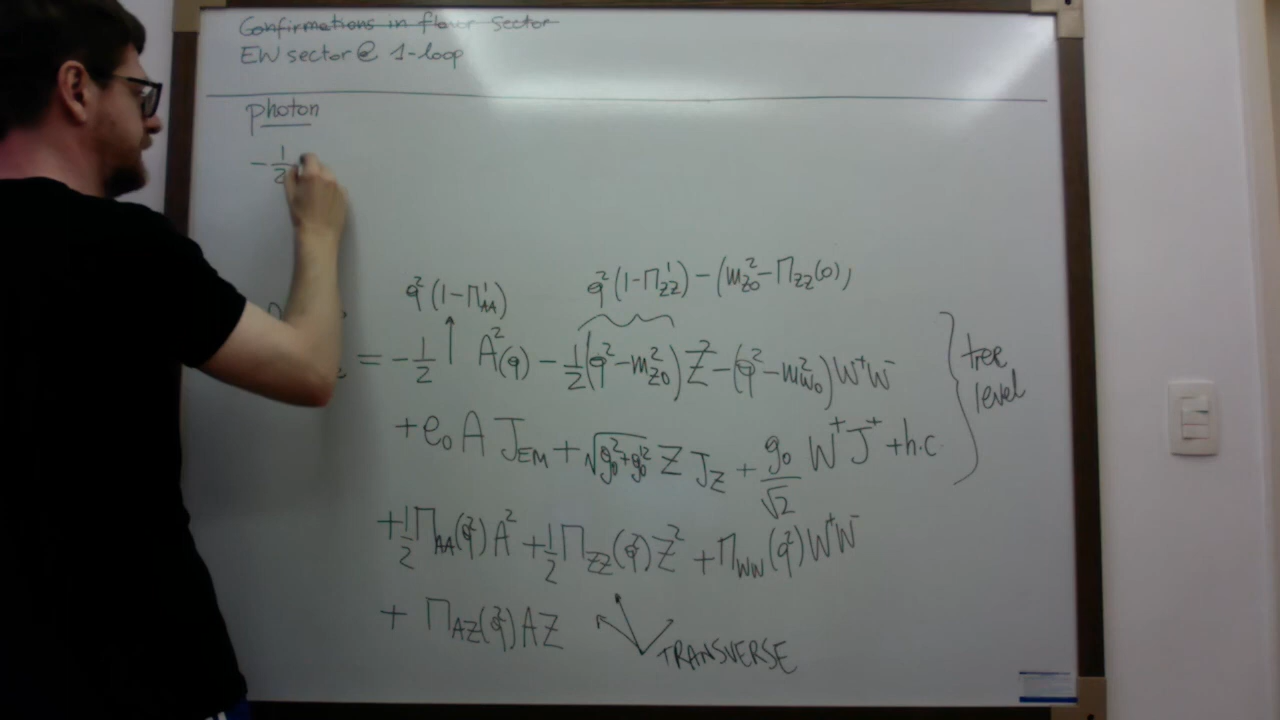 Confirmations in flavor sector
EW sector @ 1-loop
photon
-1/2
q²(1-Π'AA) q²(1-Π'ZZ) - (m²Z0 - ΠZZ(0))
= -1/2 ↑ A²(q) - 1/2 (q² - m²Z0) Z² - (q² - m²W0) W⁺W⁻
+ e0 A JEM + √(g0² + g0'²) Z JZ + g0/√2 W⁺ J⁺ + h.c.
tree
level
+ 1/2 ΠAA(q²) A² + 1/2 ΠZZ(q²) Z² + ΠWW(q²) W⁺W⁻
+ ΠAZ(q²) AZ
TRANSVERSE